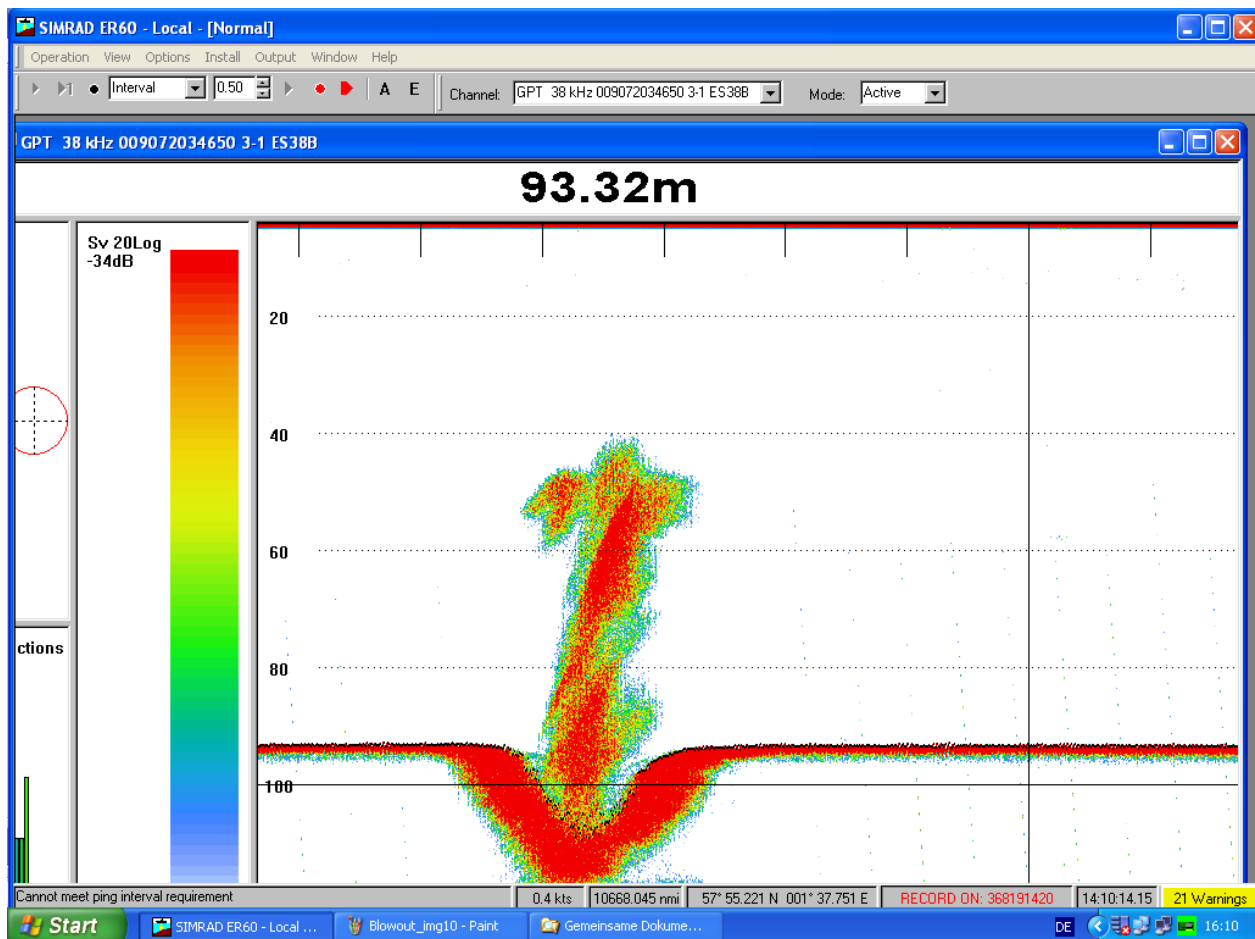 SIMRAD ER60 - Local - [Normal]
Operation View Options Install Output Window Help
Interval 0.50 A E Channel: GPT 38 kHz 009072034650 3-1 ES38B Mode: Active
GPT 38 kHz 009072034650 3-1 ES38B
93.32m
Sv 20Log
-34dB
20
40
60
80
100
ctions
Cannot meet ping interval requirement 0.4 kts 10668.045 nmi 57° 55.221 N 001° 37.751 E RECORD ON: 368191420 14:10:14.15 21 Warnings
Start SIMRAD ER60 - Local ... Blowout_img10 - Paint Gemeinsame Dokume... DE 16:10